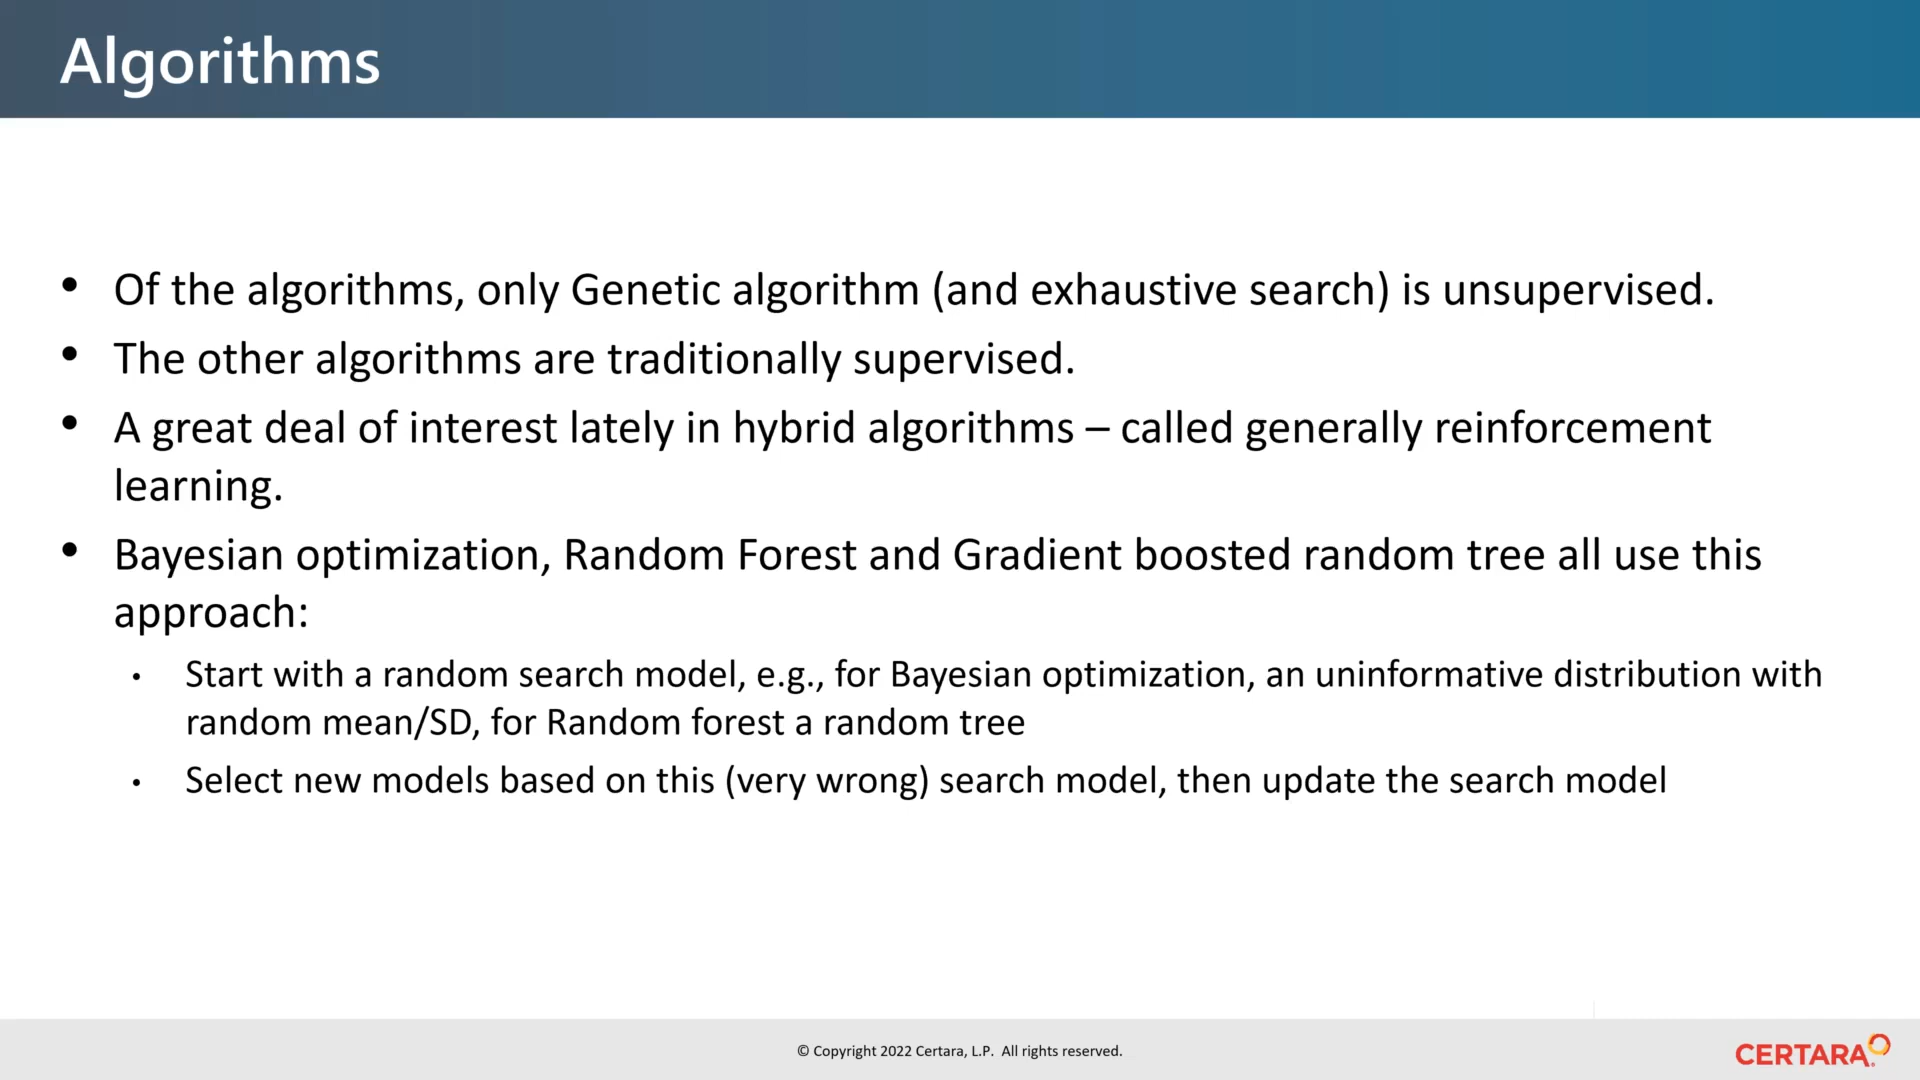 Algorithms
• Of the algorithms, only Genetic algorithm (and exhaustive search) is unsupervised.
• The other algorithms are traditionally supervised.
• A great deal of interest lately in hybrid algorithms – called generally reinforcement
learning.
• Bayesian optimization, Random Forest and Gradient boosted random tree all use this
approach:
• Start with a random search model, e.g., for Bayesian optimization, an uninformative distribution with
random mean/SD, for Random forest a random tree
• Select new models based on this (very wrong) search model, then update the search model
© Copyright 2022 Certara, L.P. All rights reserved.
CERTARA